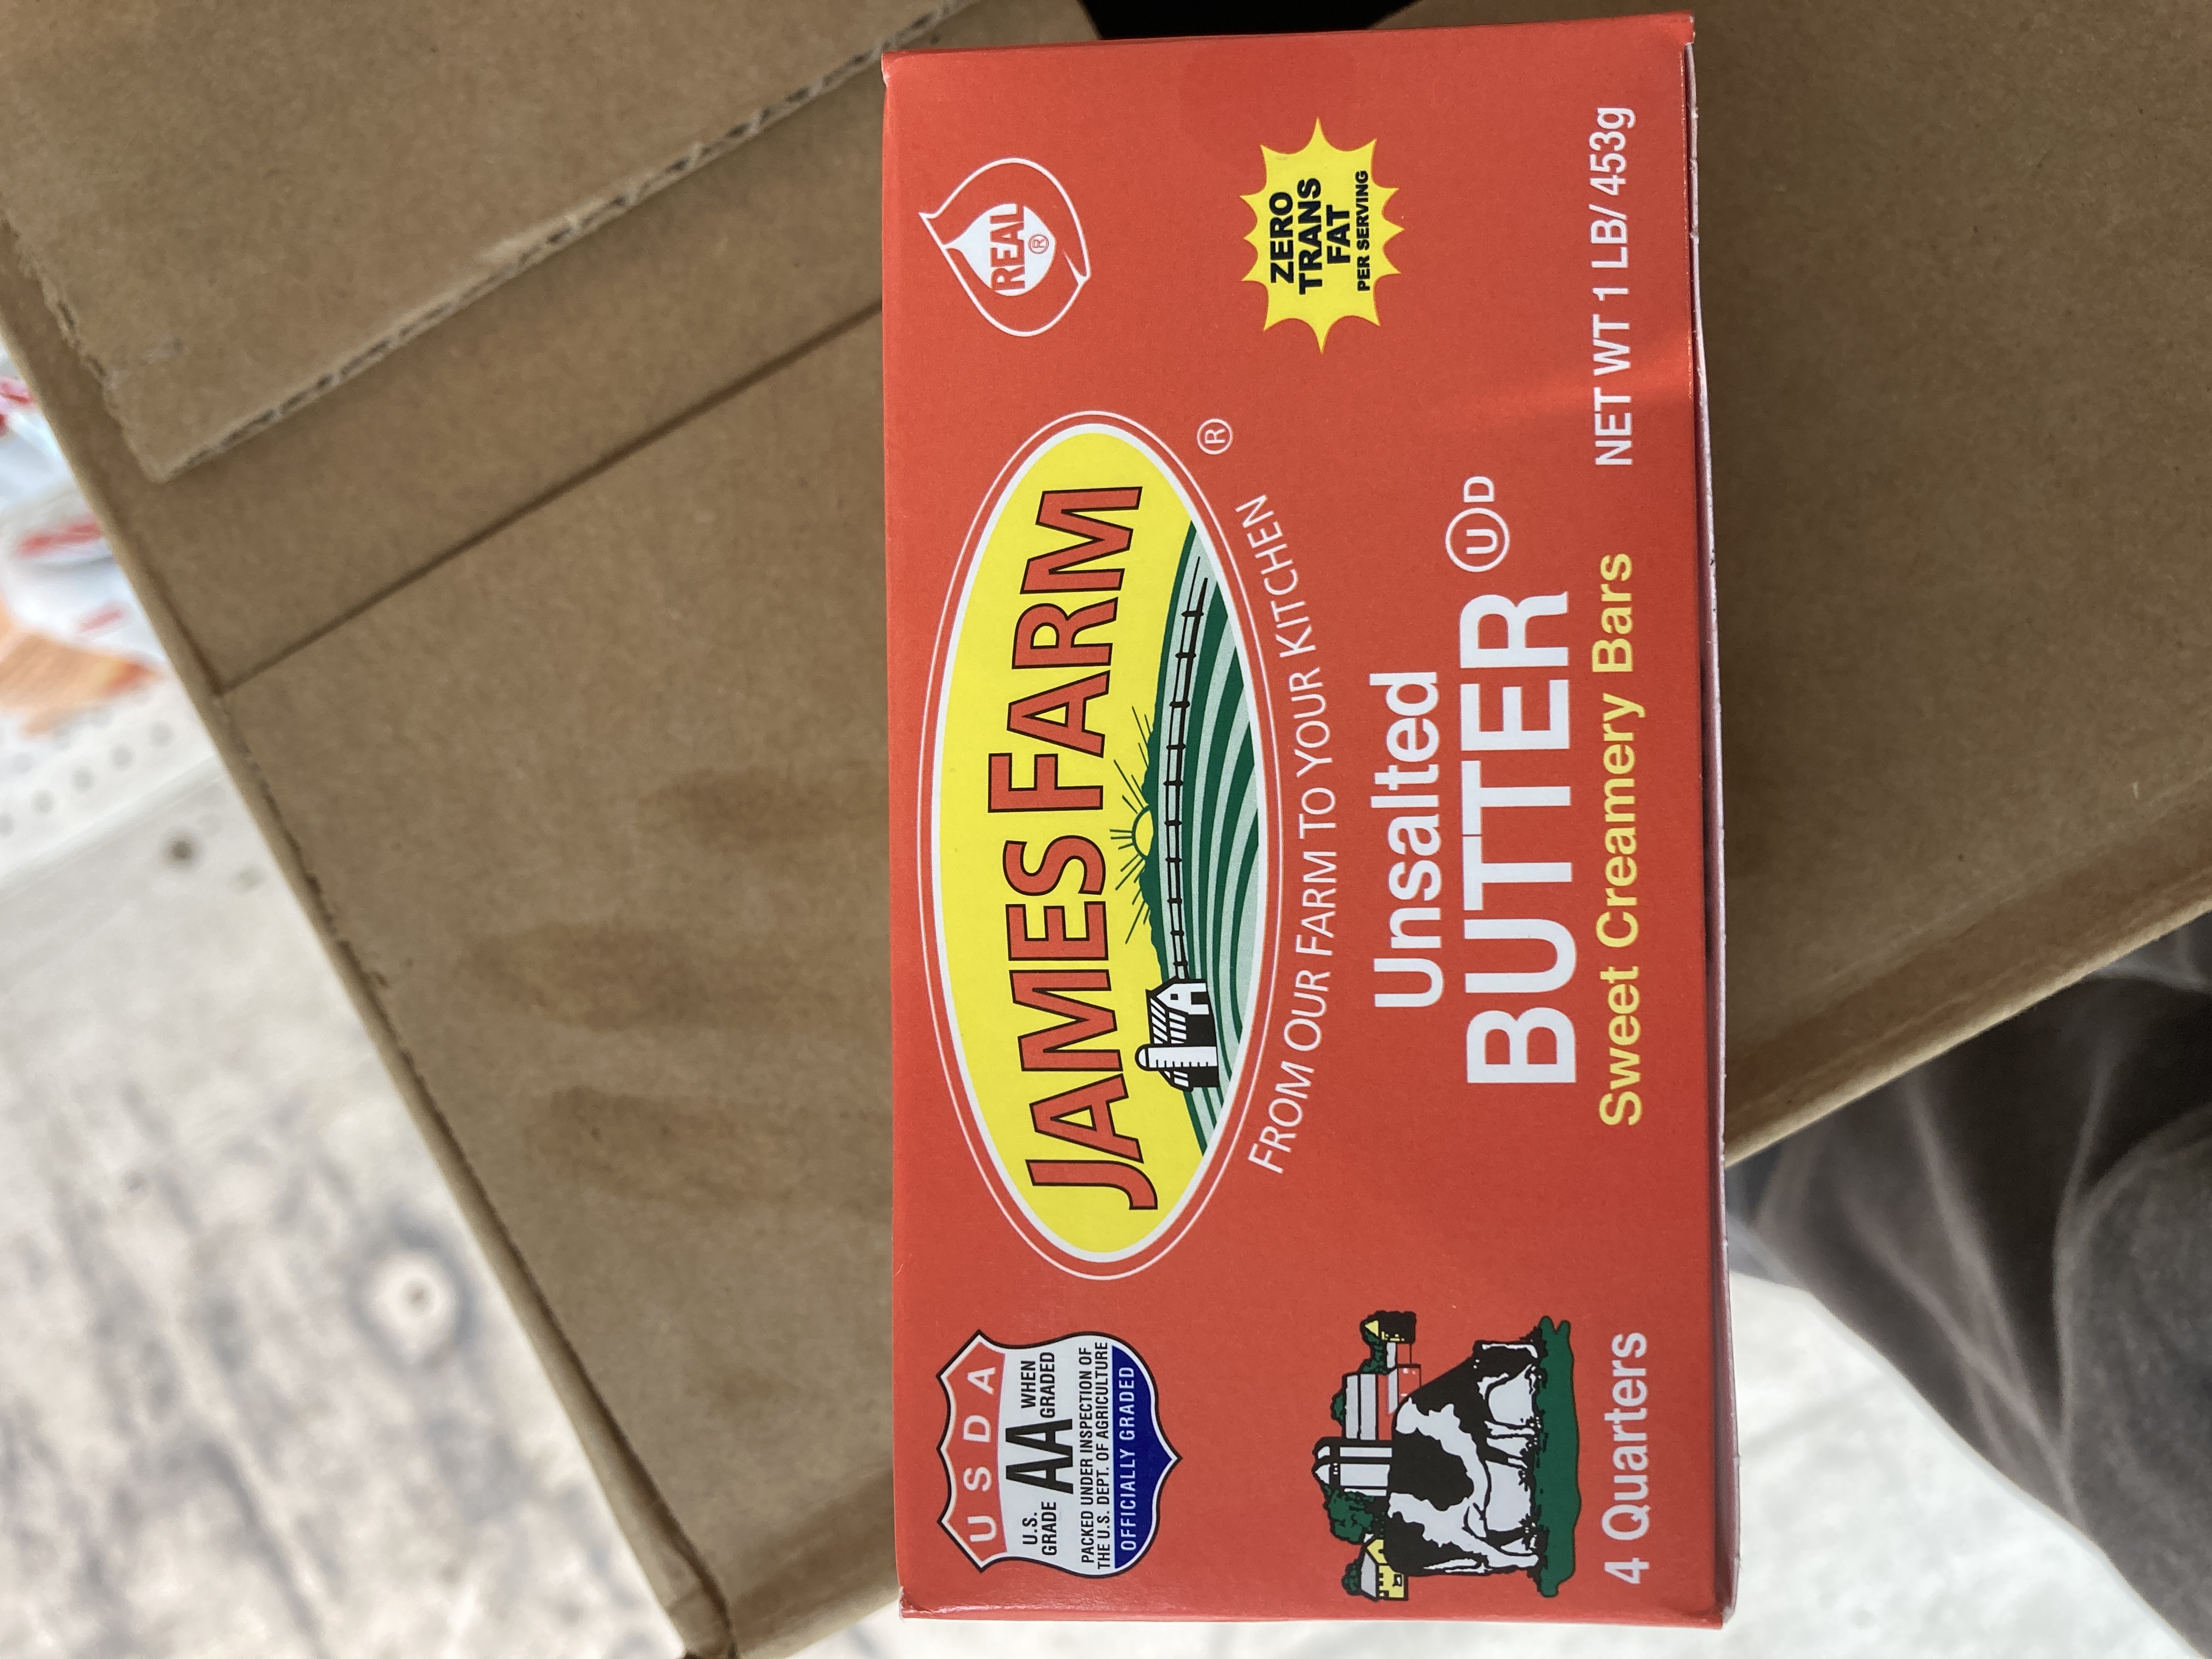 USDA
U.S. GRADE AA WHEN GRADED
PACKED UNDER INSPECTION OF
THE U.S. DEPT. OF AGRICULTURE
OFFICIALLY GRADED
JAMES FARM
®
FROM OUR FARM TO YOUR KITCHEN
REAL
®
ZERO
TRANS
FAT
PER SERVING
Unsalted
BUTTER Ⓤ D
Sweet Creamery Bars
4 Quarters
NET WT 1 LB/ 453g